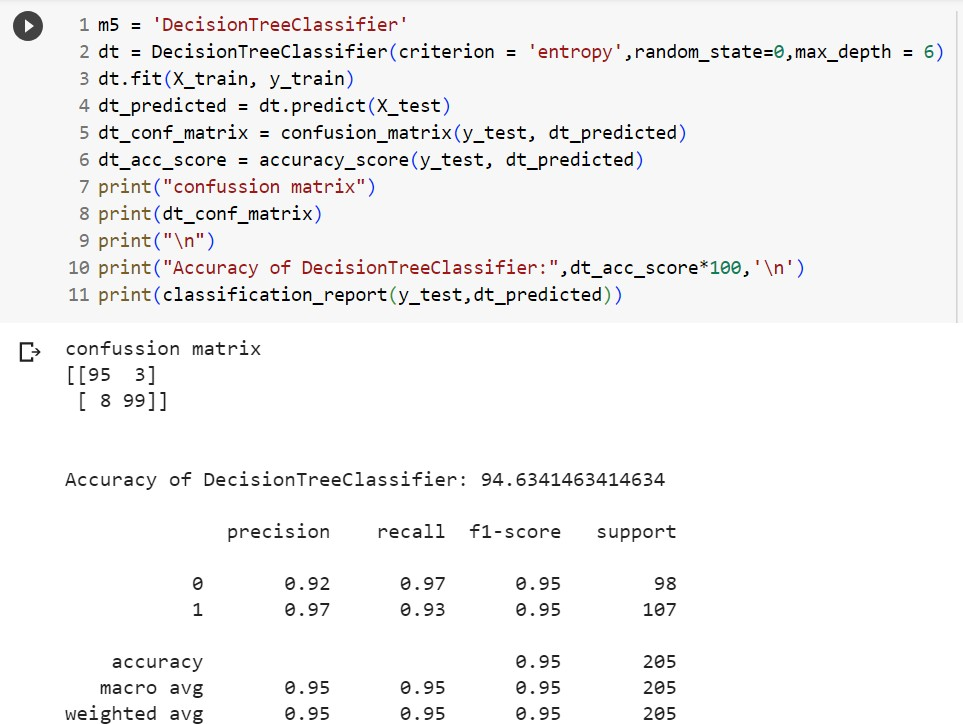 1 m5 = 'DecisionTreeClassifier'
2 dt = DecisionTreeClassifier(criterion = 'entropy',random_state=0,max_depth = 6)
3 dt.fit(X_train, y_train)
4 dt_predicted = dt.predict(X_test)
5 dt_conf_matrix = confusion_matrix(y_test, dt_predicted)
6 dt_acc_score = accuracy_score(y_test, dt_predicted)
7 print("confussion matrix")
8 print(dt_conf_matrix)
9 print("\n")
10 print("Accuracy of DecisionTreeClassifier:",dt_acc_score*100,'\n')
11 print(classification_report(y_test,dt_predicted))
confussion matrix
[[95  3]
 [ 8 99]]
Accuracy of DecisionTreeClassifier: 94.6341463414634
precision    recall  f1-score   support
0       0.92      0.97      0.95        98
1       0.97      0.93      0.95       107
accuracy                           0.95       205
macro avg       0.95      0.95      0.95       205
weighted avg       0.95      0.95      0.95       205